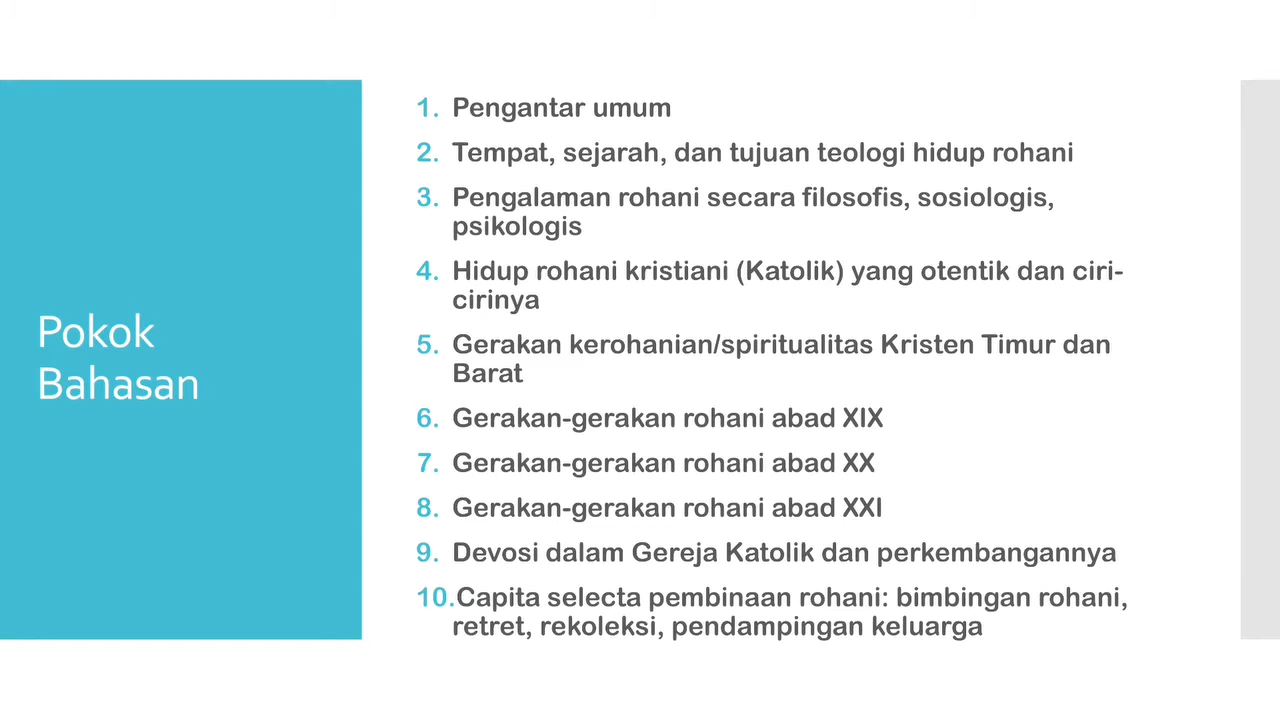 Pokok
Bahasan
1. Pengantar umum
2. Tempat, sejarah, dan tujuan teologi hidup rohani
3. Pengalaman rohani secara filosofis, sosiologis,
psikologis
4. Hidup rohani kristiani (Katolik) yang otentik dan ciri-
cirinya
5. Gerakan kerohanian/spiritualitas Kristen Timur dan
Barat
6. Gerakan-gerakan rohani abad XIX
7. Gerakan-gerakan rohani abad XX
8. Gerakan-gerakan rohani abad XXI
9. Devosi dalam Gereja Katolik dan perkembangannya
10.Capita selecta pembinaan rohani: bimbingan rohani,
retret, rekoleksi, pendampingan keluarga